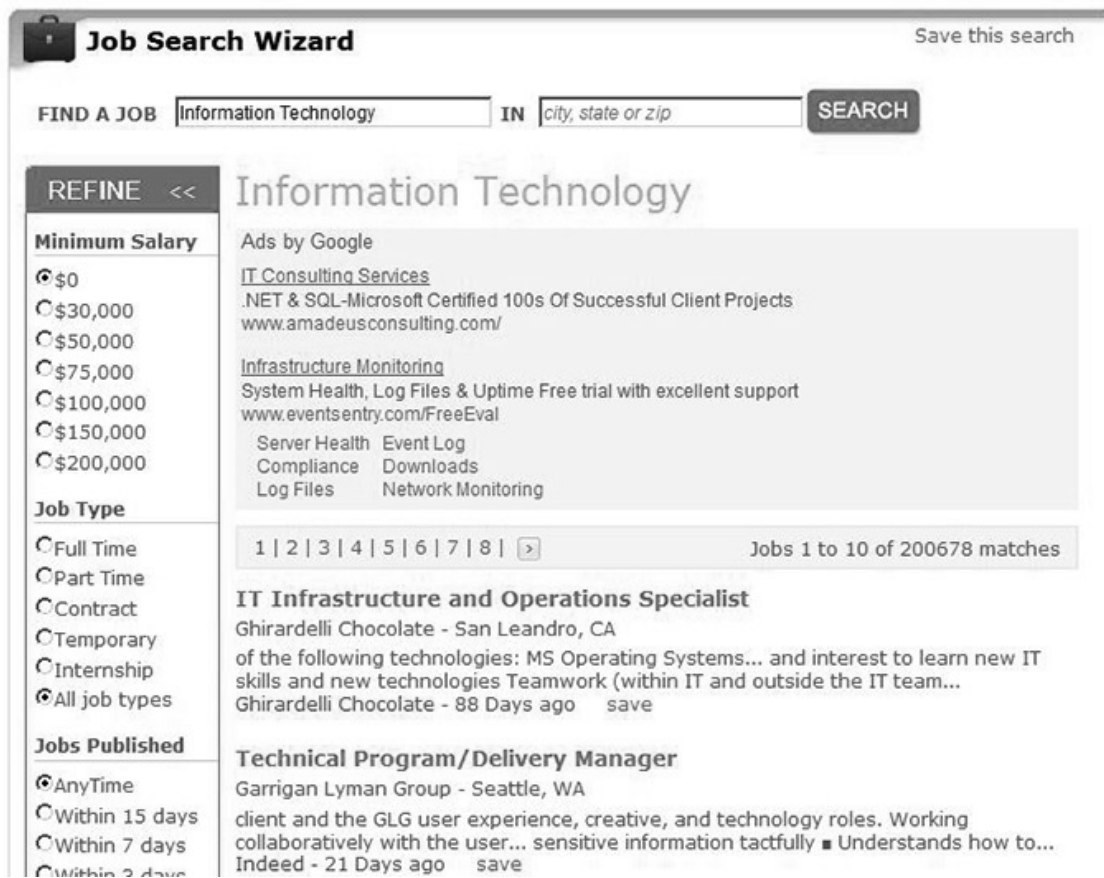 Job Search Wizard
Save this search
FIND A JOB Information Technology IN city, state or zip SEARCH
REFINE <<
Minimum Salary
$0
$30,000
$50,000
$75,000
$100,000
$150,000
$200,000
Job Type
Full Time
Part Time
Contract
Temporary
Internship
All job types
Jobs Published
AnyTime
Within 15 days
Within 7 days
Within 3 days
Information Technology
Ads by Google
IT Consulting Services
.NET & SQL-Microsoft Certified 100s Of Successful Client Projects
www.amadeusconsulting.com/
Infrastructure Monitoring
System Health, Log Files & Uptime Free trial with excellent support
www.eventsentry.com/FreeEval
Server Health Event Log
Compliance Downloads
Log Files Network Monitoring
1 | 2 | 3 | 4 | 5 | 6 | 7 | 8 | > Jobs 1 to 10 of 200678 matches
IT Infrastructure and Operations Specialist
Ghirardelli Chocolate - San Leandro, CA
of the following technologies: MS Operating Systems... and interest to learn new IT
skills and new technologies Teamwork (within IT and outside the IT team...
Ghirardelli Chocolate - 88 Days ago save
Technical Program/Delivery Manager
Garrigan Lyman Group - Seattle, WA
client and the GLG user experience, creative, and technology roles. Working
collaboratively with the user... sensitive information tactfully ■ Understands how to...
Indeed - 21 Days ago save